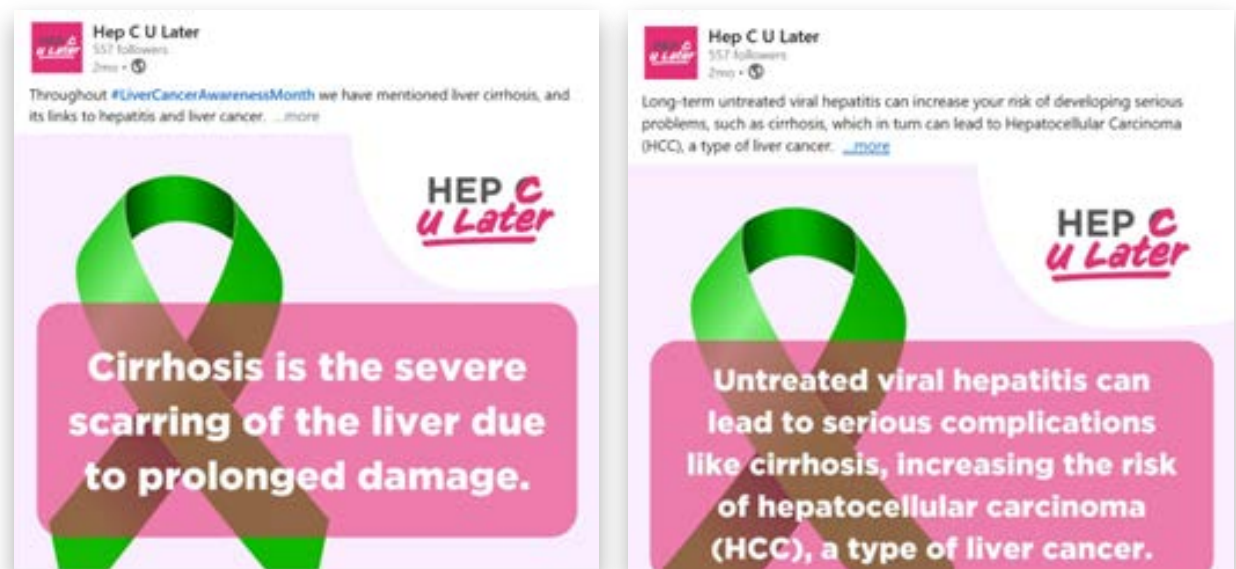 HEP C
U Later
Hep C U Later
557 followers
2mo •
Throughout #LiverCancerAwarenessMonth we have mentioned liver cirrhosis, and
its links to hepatitis and liver cancer. ...more
HEP C
U Later
Cirrhosis is the severe
scarring of the liver due
to prolonged damage.
HEP C
U Later
Hep C U Later
557 followers
2mo •
Long-term untreated viral hepatitis can increase your risk of developing serious
problems, such as cirrhosis, which in turn can lead to Hepatocellular Carcinoma
(HCC), a type of liver cancer. ...more
HEP C
U Later
Untreated viral hepatitis can
lead to serious complications
like cirrhosis, increasing the risk
of hepatocellular carcinoma
(HCC), a type of liver cancer.